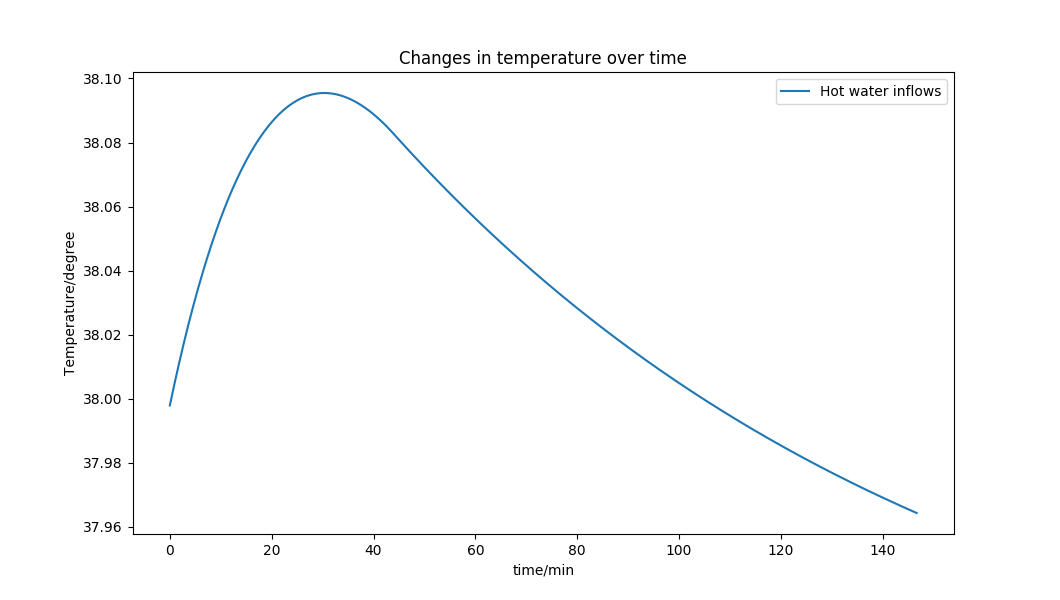 Changes in temperature over time
Hot water inflows
Temperature/degree
38.10
38.08
38.06
38.04
38.02
38.00
37.98
37.96
0 20 40 60 80 100 120 140
time/min